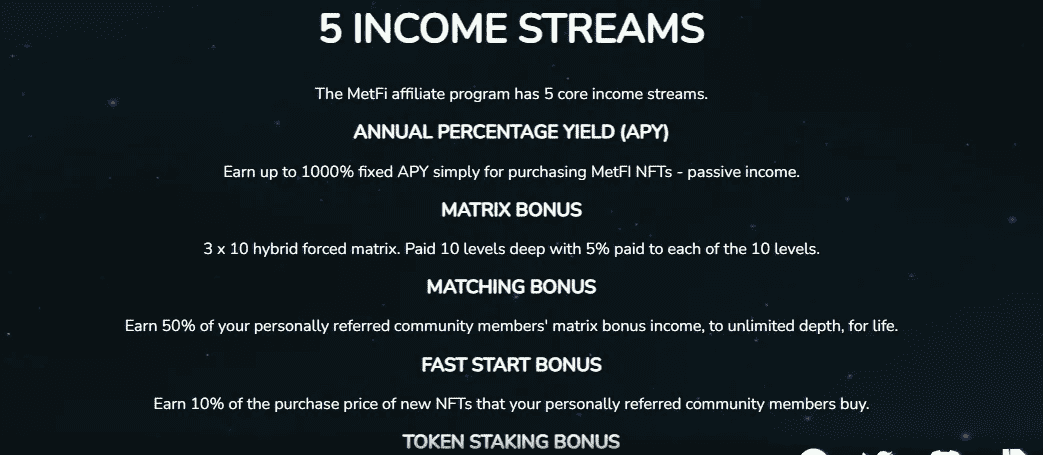 5 INCOME STREAMS
The MetFi affiliate program has 5 core income streams.
ANNUAL PERCENTAGE YIELD (APY)
Earn up to 1000% fixed APY simply for purchasing MetFI NFTs - passive income.
MATRIX BONUS
3 x 10 hybrid forced matrix. Paid 10 levels deep with 5% paid to each of the 10 levels.
MATCHING BONUS
Earn 50% of your personally referred community members' matrix bonus income, to unlimited depth, for life.
FAST START BONUS
Earn 10% of the purchase price of new NFTs that your personally referred community members buy.
TOKEN STAKING BONUS